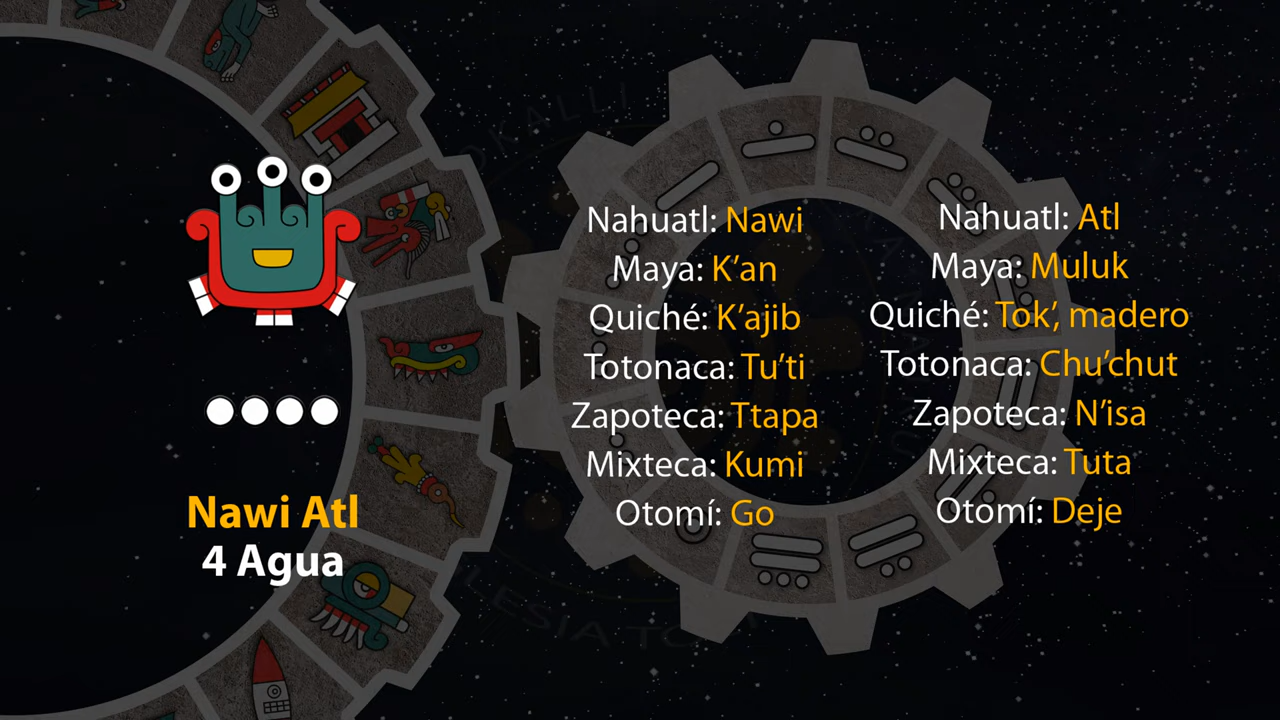 Nawi Atl
4 Agua
Nahuatl: Nawi
Maya: K’an
Quiché: K’ajib
Totonaca: Tu’ti
Zapoteca: Ttapa
Mixteca: Kumi
Otomí: Go
Nahuatl: Atl
Maya: Muluk
Quiché: Tok’, madero
Totonaca: Chu’chut
Zapoteca: N’isa
Mixteca: Tuta
Otomí: Deje